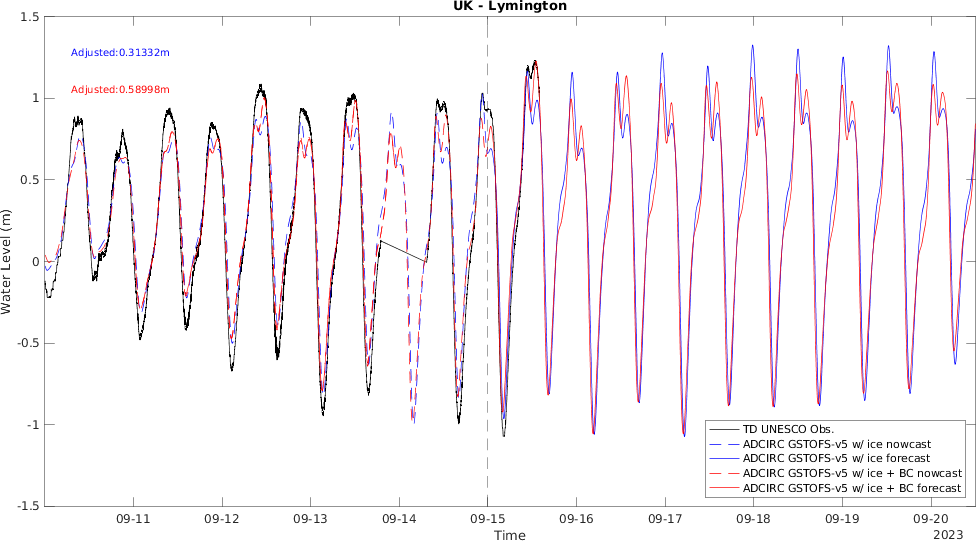 UK - Lymington
1.5
1
0.5
0
-0.5
-1
-1.5
Water Level (m)
Adjusted:0.31332m
Adjusted:0.58998m
TD UNESCO Obs.
ADCIRC GSTOFS-v5 w/ ice nowcast
ADCIRC GSTOFS-v5 w/ ice forecast
ADCIRC GSTOFS-v5 w/ ice + BC nowcast
ADCIRC GSTOFS-v5 w/ ice + BC forecast
09-11 09-12 09-13 09-14 09-15 09-16 09-17 09-18 09-19 09-20
Time
2023